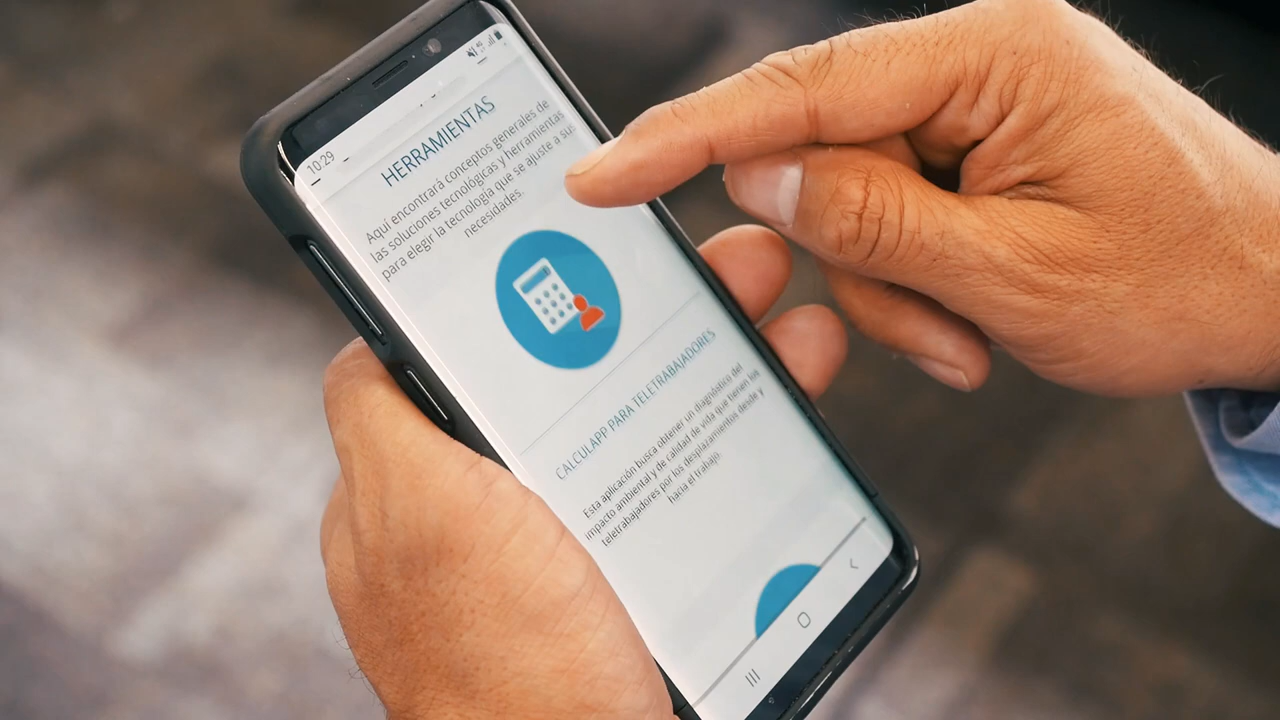 10:29
HERRAMIENTAS
Aquí encontrará conceptos generales de
las soluciones tecnológicas y herramientas
para elegir la tecnología que se ajuste a sus
necesidades.
CALCULAPP PARA TELETRABAJADORES
Esta aplicación busca obtener un diagnóstico del
impacto ambiental y de calidad de vida que tienen los
teletrabajadores por los desplazamientos desde y
hacia el trabajo.